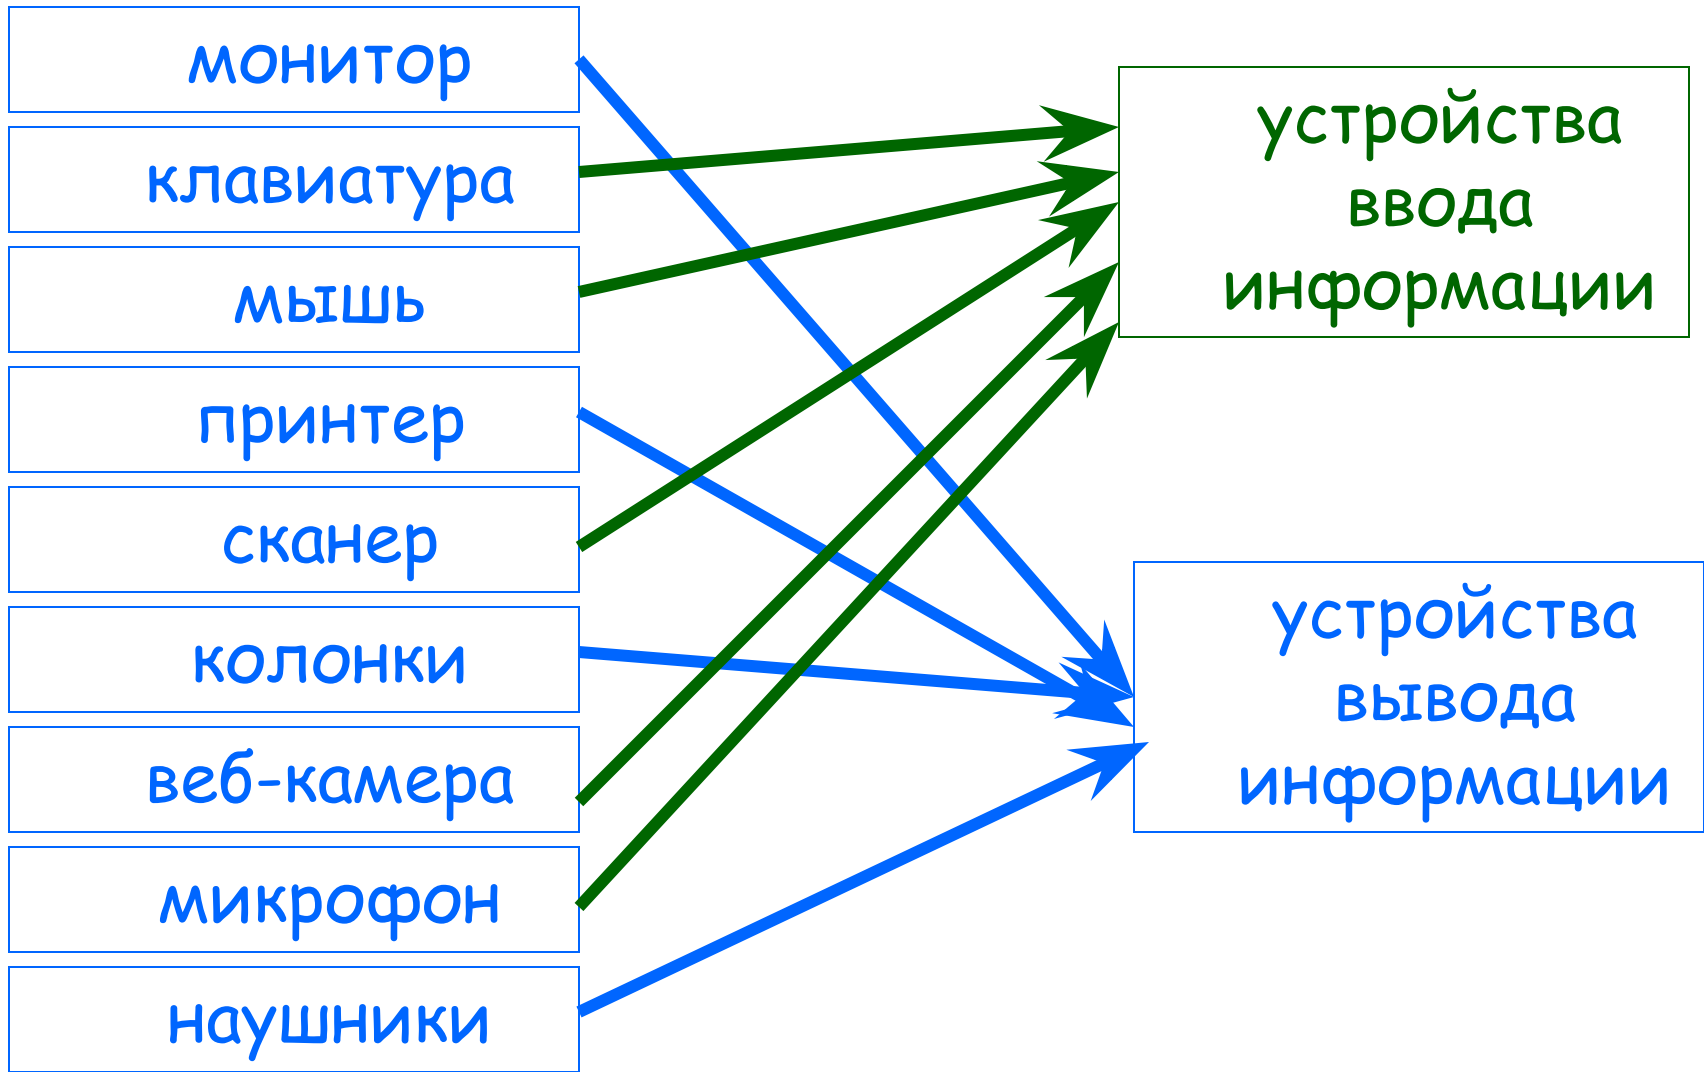 монитор
клавиатура
мышь
принтер
сканер
колонки
веб-камера
микрофон
наушники
устройства
ввода
информации
устройства
вывода
информации